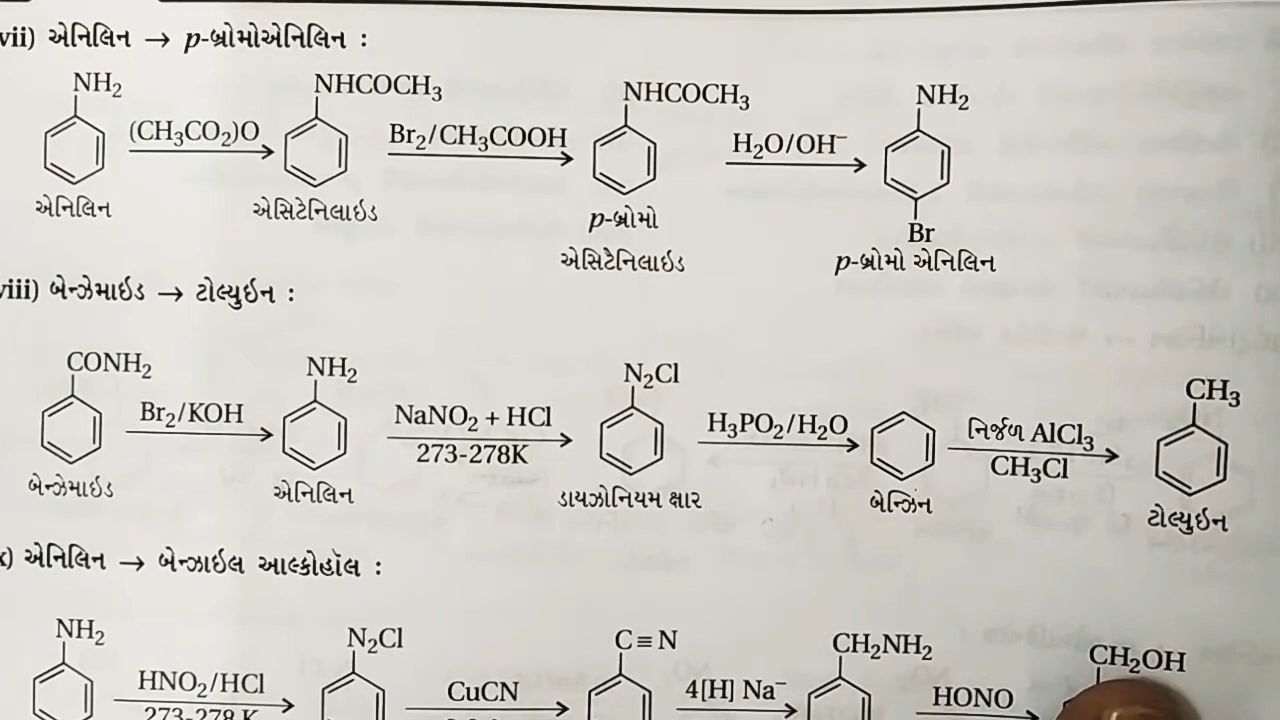 vii) એનિલિન → p-બ્રોમોએનિલિન :
NH2 NHCOCH3 NHCOCH3 NH2
(CH3CO2)O Br2/CH3COOH H2O/OH−
એનિલિન એસિટેનિલાઇડ p-બ્રોમો Br
એસિટૅનિલાઇડ p-બ્રોમો એનિલિન
viii) બેન્ઝેમાઇડ → ટોલ્યુઇન :
CONH2 NH2 N2Cl CH3
Br2/KOH NaNO2 + HCl H3PO2/H2O નિર્જળ AlCl3
273-278K CH3Cl
બેન્ઝેમાઇડ એનિલિન ડાયઝોનિયમ ક્ષાર બેન્ઝિન ટોલ્યુઇન
x) એનિલિન → બેન્ઝાઇલ આલ્કોહૉલ :
NH2 N2Cl C≡N CH2NH2 CH2OH
HNO2/HCl CuCN 4[H] Na− HONO
273-278 K